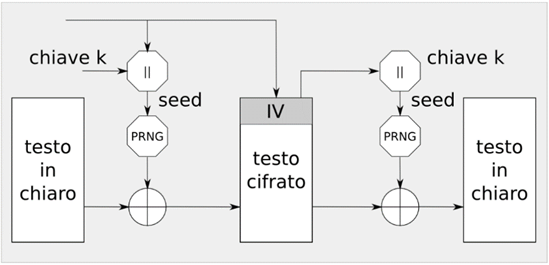 chiave k
||
seed
PRNG
testo
in
chiaro
IV
testo
cifrato
||
chiave k
seed
PRNG
testo
in
chiaro